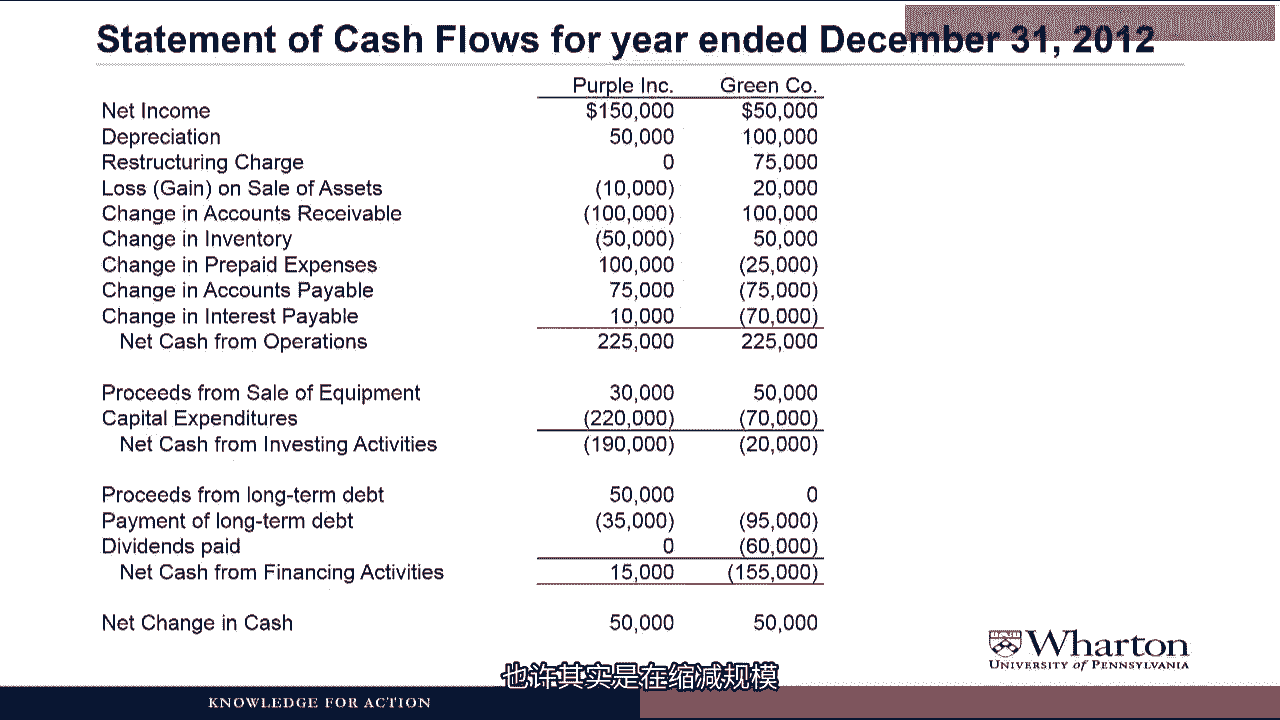 Statement of Cash Flows for year ended December 31, 2012
Purple Inc. Green Co.
Net Income $150,000 $50,000
Depreciation 50,000 100,000
Restructuring Charge 0 75,000
Loss (Gain) on Sale of Assets (10,000) 20,000
Change in Accounts Receivable (100,000) 100,000
Change in Inventory (50,000) 50,000
Change in Prepaid Expenses 100,000 (25,000)
Change in Accounts Payable 75,000 (75,000)
Change in Interest Payable 10,000 (70,000)
Net Cash from Operations 225,000 225,000
Proceeds from Sale of Equipment 30,000 50,000
Capital Expenditures (220,000) (70,000)
Net Cash from Investing Activities (190,000) (20,000)
Proceeds from long-term debt 50,000 0
Payment of long-term debt (35,000) (95,000)
Dividends paid 0 (60,000)
Net Cash from Financing Activities 15,000 (155,000)
Net Change in Cash 50,000 50,000
Wharton
UNIVERSITY of PENNSYLVANIA
也许其实是在缩减规模
KNOWLEDGE FOR ACTION